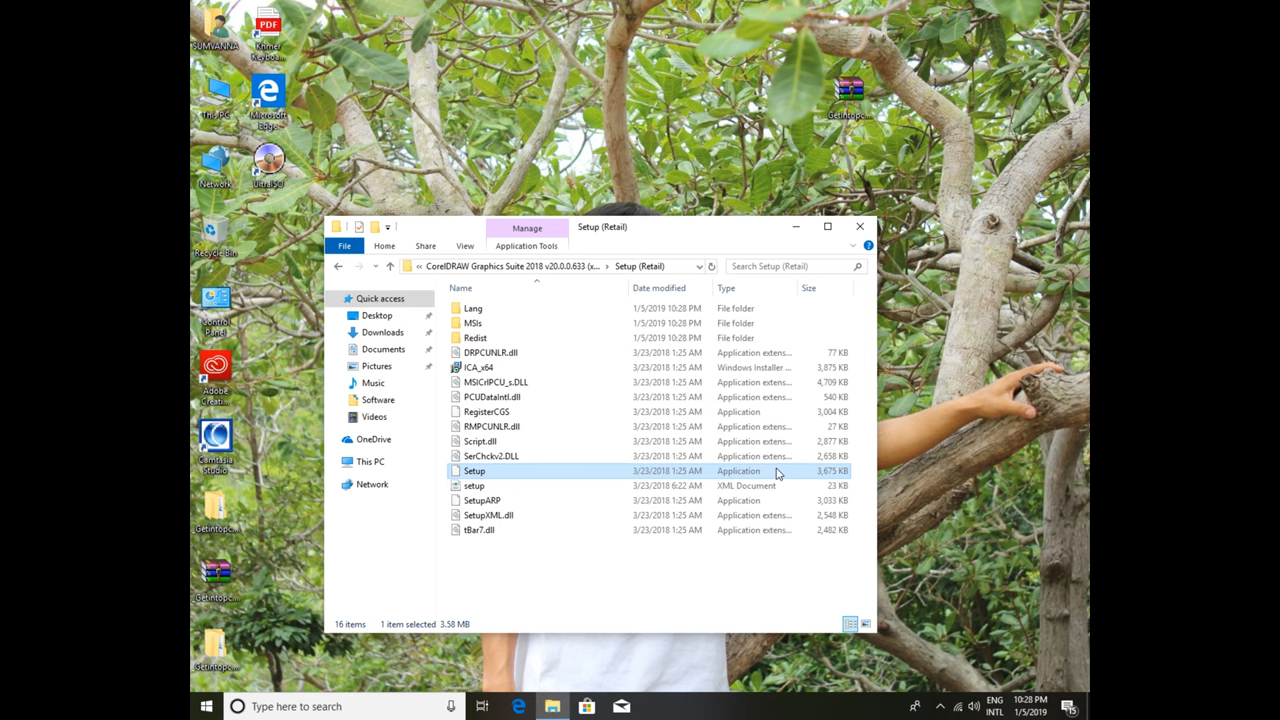 SUMVANNA
Khmer
Keyboa...
This PC
Microsoft
Edge
Getintopc...
Network
UltraISO
Recycle Bin
Control
Panel
Adobe
Creati...
Camtasia
Studio
Getintopc...
Getintopc...
Getintopc...
PDF
Manage
Setup (Retail)
File
Home
Share
View
Application Tools
« CorelDRAW Graphics Suite 2018 v20.0.0.633 (x... › Setup (Retail)
Search Setup (Retail)
Quick access
Desktop
Downloads
Documents
Pictures
Music
Software
Videos
OneDrive
This PC
Network
Name Date modified Type Size
Lang 1/5/2019 10:28 PM File folder
MSIs 1/5/2019 10:28 PM File folder
Redist 1/5/2019 10:28 PM File folder
DRPCUNLR.dll 3/23/2018 1:25 AM Application extens... 77 KB
ICA_x64 3/23/2018 1:25 AM Windows Installer ... 3,875 KB
MSICrlPCU_s.DLL 3/23/2018 1:25 AM Application extens... 4,709 KB
PCUDataIntl.dll 3/23/2018 1:25 AM Application extens... 540 KB
RegisterCGS 3/23/2018 1:25 AM Application 3,004 KB
RMPCUNLR.dll 3/23/2018 1:25 AM Application extens... 27 KB
Script.dll 3/23/2018 1:25 AM Application extens... 2,877 KB
SerChckv2.DLL 3/23/2018 1:25 AM Application extens... 2,658 KB
Setup 3/23/2018 1:25 AM Application 3,675 KB
setup 3/23/2018 6:22 AM XML Document 23 KB
SetupARP 3/23/2018 1:25 AM Application 3,033 KB
SetupXML.dll 3/23/2018 1:25 AM Application extens... 2,548 KB
tBar7.dll 3/23/2018 1:25 AM Application extens... 2,482 KB
16 items 1 item selected 3.58 MB
Type here to search
ENG
INTL
10:28 PM
1/5/2019
15